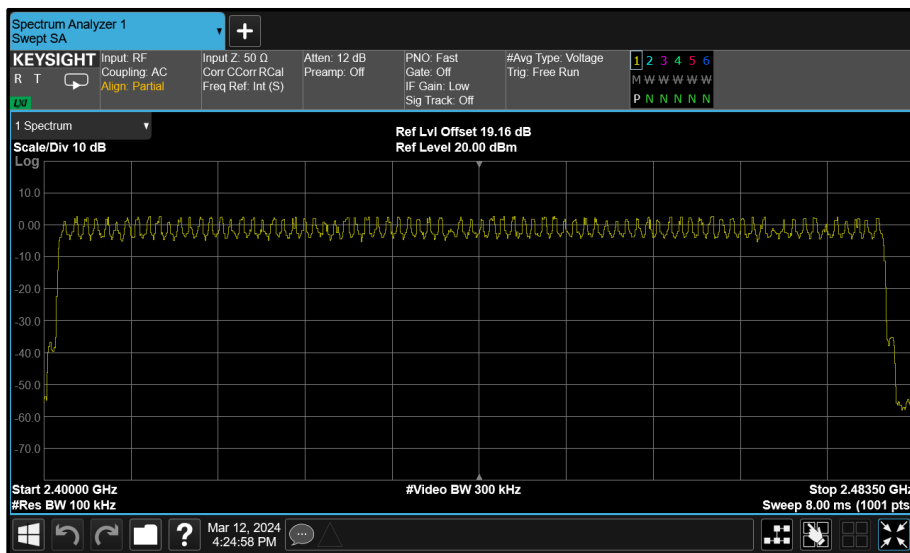 Spectrum Analyzer 1
Swept SA
KEYSIGHT
R T
LXI
Input: RF
Coupling: AC
Align: Partial
Input Z: 50 Ω
Corr CCorr RCal
Freq Ref: Int (S)
Atten: 12 dB
Preamp: Off
PNO: Fast
Gate: Off
IF Gain: Low
Sig Track: Off
#Avg Type: Voltage
Trig: Free Run
1 2 3 4 5 6
M W W W W W
P N N N N N
1 Spectrum
Scale/Div 10 dB
Ref Lvl Offset 19.16 dB
Ref Level 20.00 dBm
Log
10.0
0.00
-10.0
-20.0
-30.0
-40.0
-50.0
-60.0
-70.0
Start 2.40000 GHz
#Res BW 100 kHz
#Video BW 300 kHz
Stop 2.48350 GHz
Sweep 8.00 ms (1001 pts
?
Mar 12, 2024
4:24:58 PM